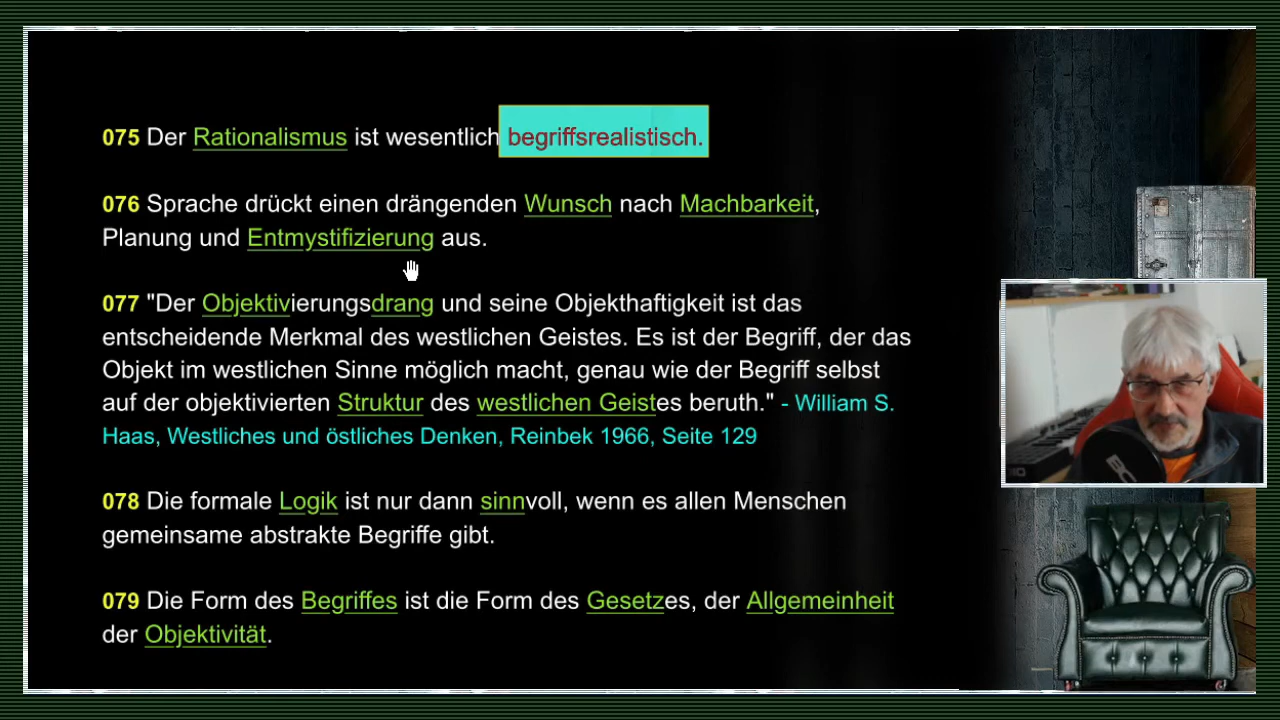 075 Der Rationalismus ist wesentlich begriffsrealistisch.
076 Sprache drückt einen drängenden Wunsch nach Machbarkeit,
Planung und Entmystifizierung aus.
077 "Der Objektivierungsdrang und seine Objekthaftigkeit ist das
entscheidende Merkmal des westlichen Geistes. Es ist der Begriff, der das
Objekt im westlichen Sinne möglich macht, genau wie der Begriff selbst
auf der objektivierten Struktur des westlichen Geistes beruth." - William S.
Haas, Westliches und östliches Denken, Reinbek 1966, Seite 129
078 Die formale Logik ist nur dann sinnvoll, wenn es allen Menschen
gemeinsame abstrakte Begriffe gibt.
079 Die Form des Begriffes ist die Form des Gesetzes, der Allgemeinheit
der Objektivität.